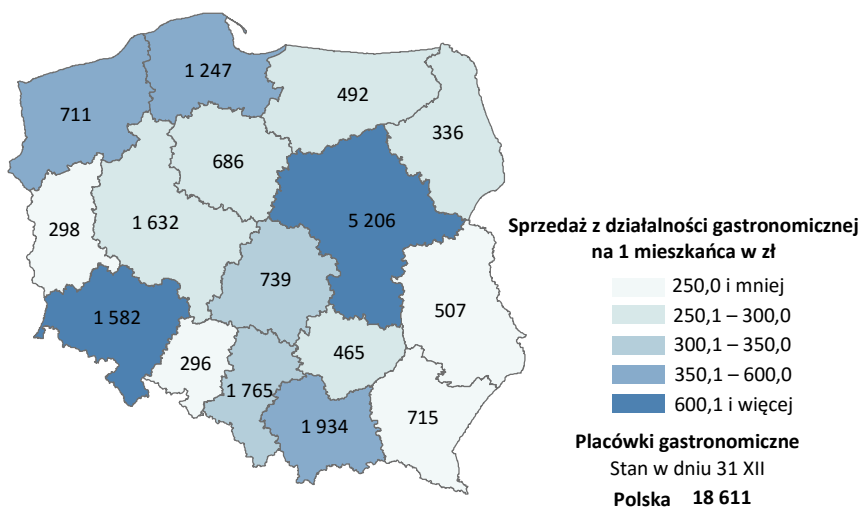 1 247
711
492
336
686
298
1 632
5 206
739
1 582
507
296
465
1 765
1 934
715
Sprzedaż z działalności gastronomicznej
na 1 mieszkańca w zł
250,0 i mniej
250,1 – 300,0
300,1 – 350,0
350,1 – 600,0
600,1 i więcej
Placówki gastronomiczne
Stan w dniu 31 XII
Polska 18 611